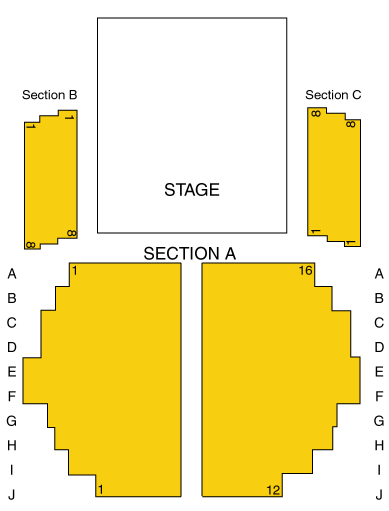 Section B
Section C
1
1
8
8
8
8
1
1
STAGE
SECTION A
A 1 16 A
B B
C C
D D
E E
F F
G G
H H
I I
J 1 12 J